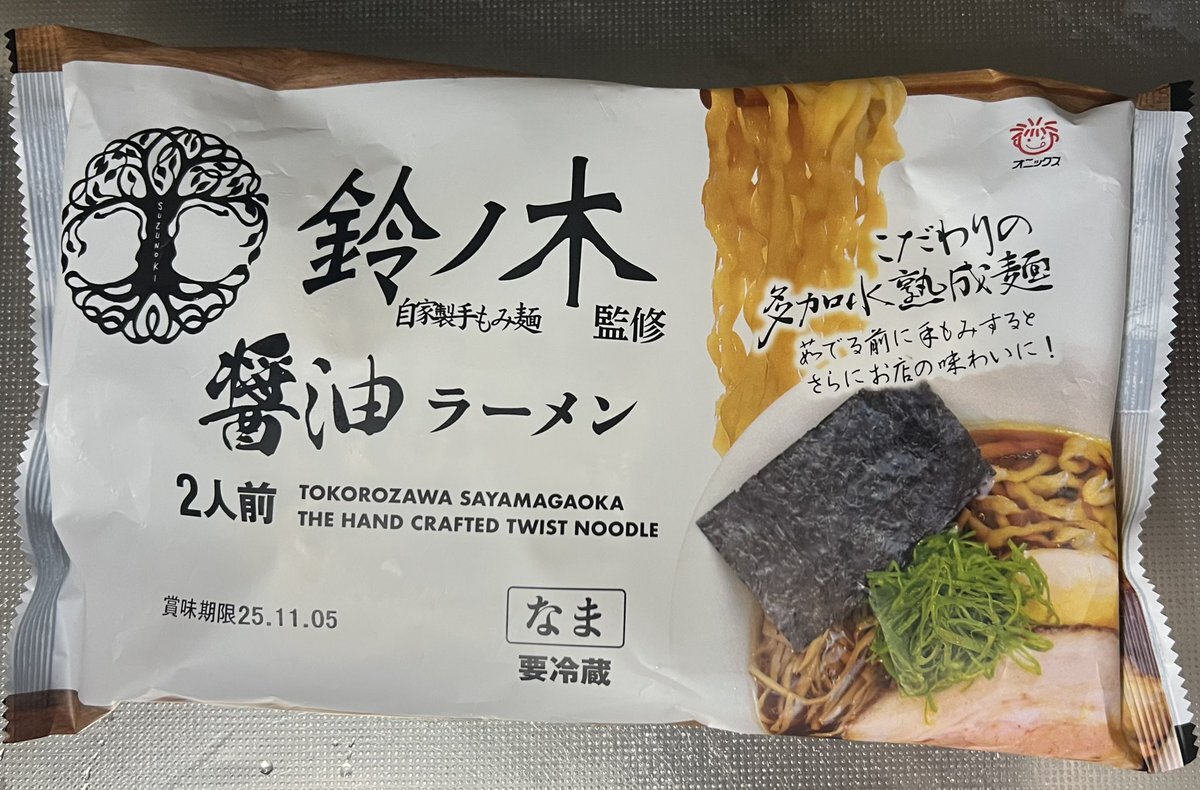 SUZUNOKI
鈴ノ木
自家製手もみ麺 監修
醤油ラーメン
2人前
TOKOROZAWA SAYAMAGAOKA
THE HAND CRAFTED TWIST NOODLE
賞味期限25.11.05
なま
要冷蔵
オニックス
こだわりの
多加水熟成麺
茹でる前に手もみすると
さらにお店の味わいに!